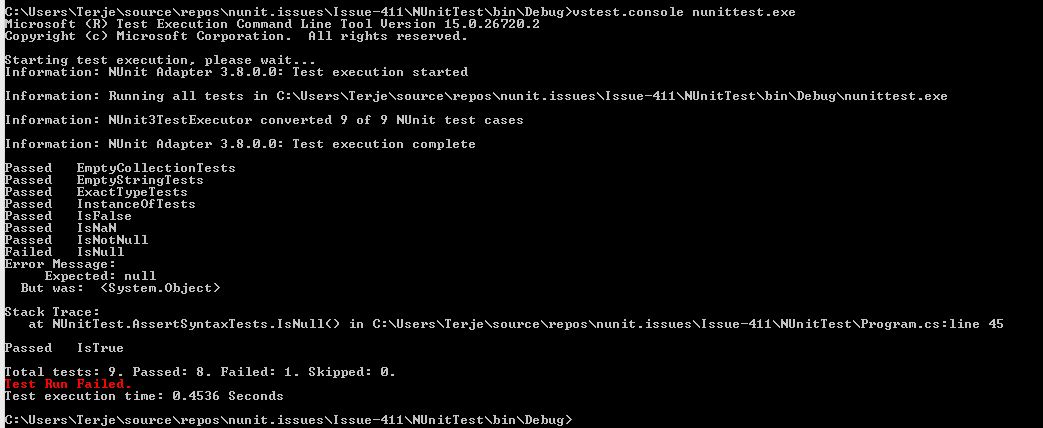 C:\Users\Terje\source\repos\nunit.issues\Issue-411\NUnitTest\bin\Debug>vstest.console nunittest.exe
Microsoft (R) Test Execution Command Line Tool Version 15.0.26720.2
Copyright (c) Microsoft Corporation.  All rights reserved.
Starting test execution, please wait...
Information: NUnit Adapter 3.8.0.0: Test execution started
Information: Running all tests in C:\Users\Terje\source\repos\nunit.issues\Issue-411\NUnitTest\bin\Debug\nunittest.exe
Information: NUnit3TestExecutor converted 9 of 9 NUnit test cases
Information: NUnit Adapter 3.8.0.0: Test execution complete
Passed   EmptyCollectionTests
Passed   EmptyStringTests
Passed   ExactTypeTests
Passed   InstanceOfTests
Passed   IsFalse
Passed   IsNaN
Passed   IsNotNull
Failed   IsNull
Error Message:
     Expected: null
  But was:  <System.Object>
Stack Trace:
   at NUnitTest.AssertSyntaxTests.IsNull() in C:\Users\Terje\source\repos\nunit.issues\Issue-411\NUnitTest\Program.cs:line 45
Passed   IsTrue
Total tests: 9. Passed: 8. Failed: 1. Skipped: 0.
Test Run Failed.
Test execution time: 0.4536 Seconds
C:\Users\Terje\source\repos\nunit.issues\Issue-411\NUnitTest\bin\Debug>